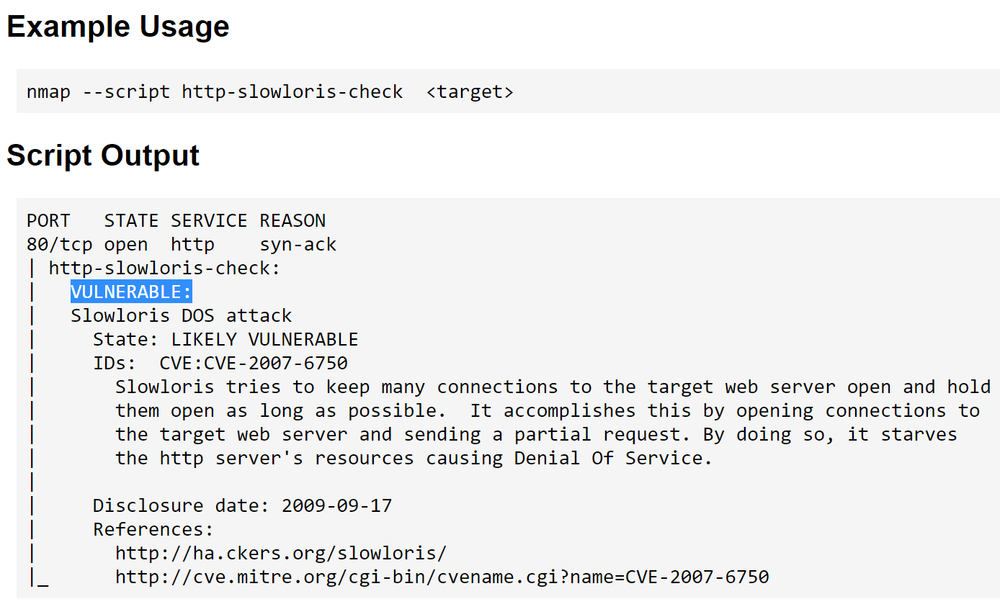 Example Usage
nmap --script http-slowloris-check  <target>
Script Output
PORT   STATE SERVICE REASON
80/tcp open  http    syn-ack
| http-slowloris-check:
|   VULNERABLE:
|   Slowloris DOS attack
|     State: LIKELY VULNERABLE
|     IDs:  CVE:CVE-2007-6750
|       Slowloris tries to keep many connections to the target web server open and hold
|       them open as long as possible.  It accomplishes this by opening connections to
|       the target web server and sending a partial request. By doing so, it starves
|       the http server's resources causing Denial Of Service.
|
|     Disclosure date: 2009-09-17
|     References:
|       http://ha.ckers.org/slowloris/
|_      http://cve.mitre.org/cgi-bin/cvename.cgi?name=CVE-2007-6750